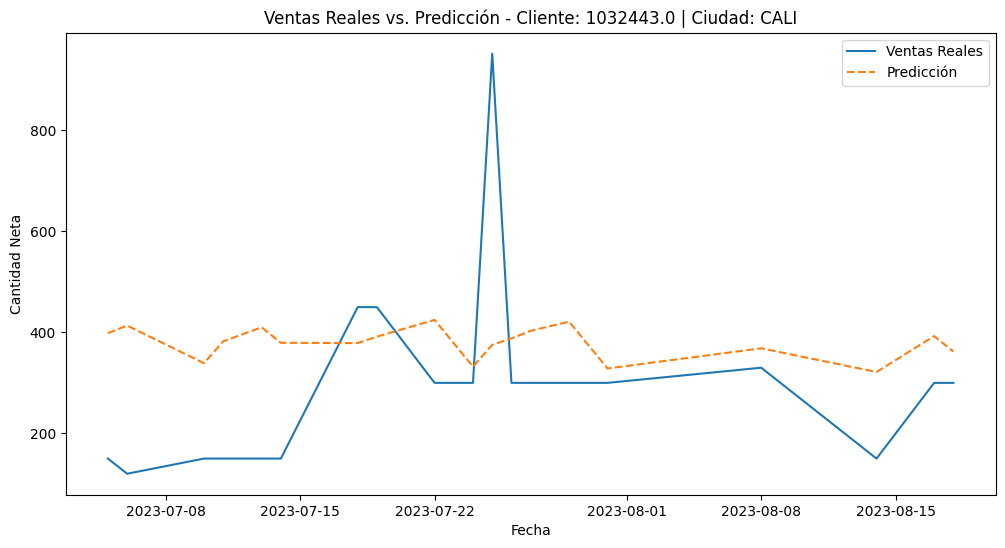 Ventas Reales vs. Predicción - Cliente: 1032443.0 | Ciudad: CALI
Ventas Reales
Predicción
Cantidad Neta
800
600
400
200
2023-07-08
2023-07-15
2023-07-22
2023-08-01
2023-08-08
2023-08-15
Fecha